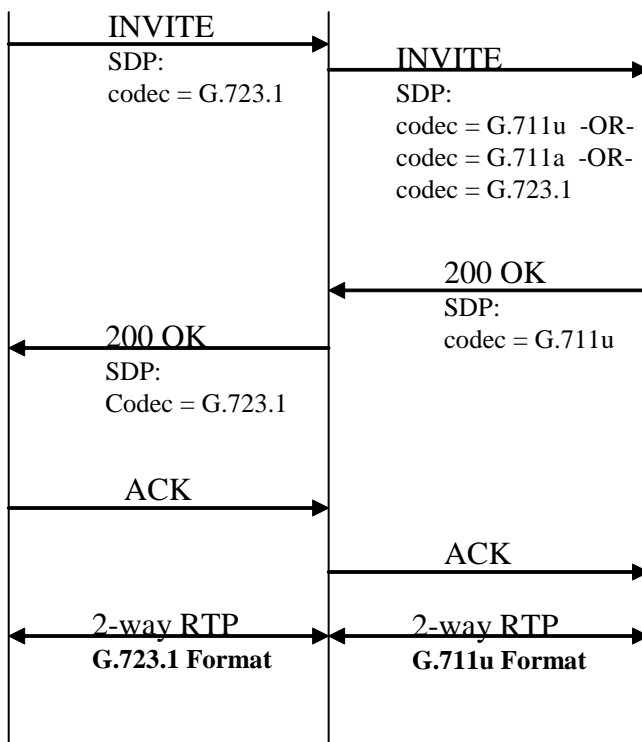 INVITE
SDP:
codec = G.723.1
INVITE
SDP:
codec = G.711u -OR-
codec = G.711a -OR-
codec = G.723.1
200 OK
SDP:
codec = G.711u
200 OK
SDP:
Codec = G.723.1
ACK
ACK
2-way RTP
G.723.1 Format
2-way RTP
G.711u Format